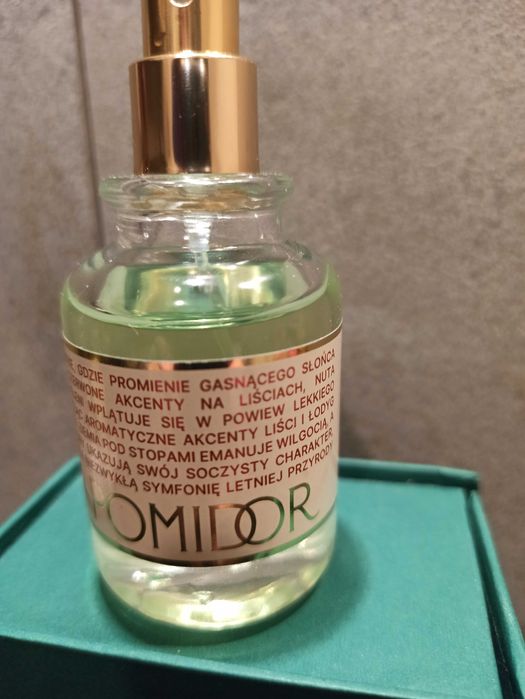 GDZIE PROMIENIE GASNĄCEGO SŁOŃCA
AKCENTY NA LIŚCIACH, NUTA
WPLĄTUJE SIĘ W POWIEW LEKKIEGO
AROMATYCZNE AKCENTY LIŚCI I ŁODYG
POD STOPAMI EMANUJE WILGOCIĄ, A
UKAZUJĄ SWÓJ SOCZYSTY CHARAKTER,
NIEZWYKŁĄ SYMFONIĘ LETNIEJ PRZYRODY.
POMIDOR